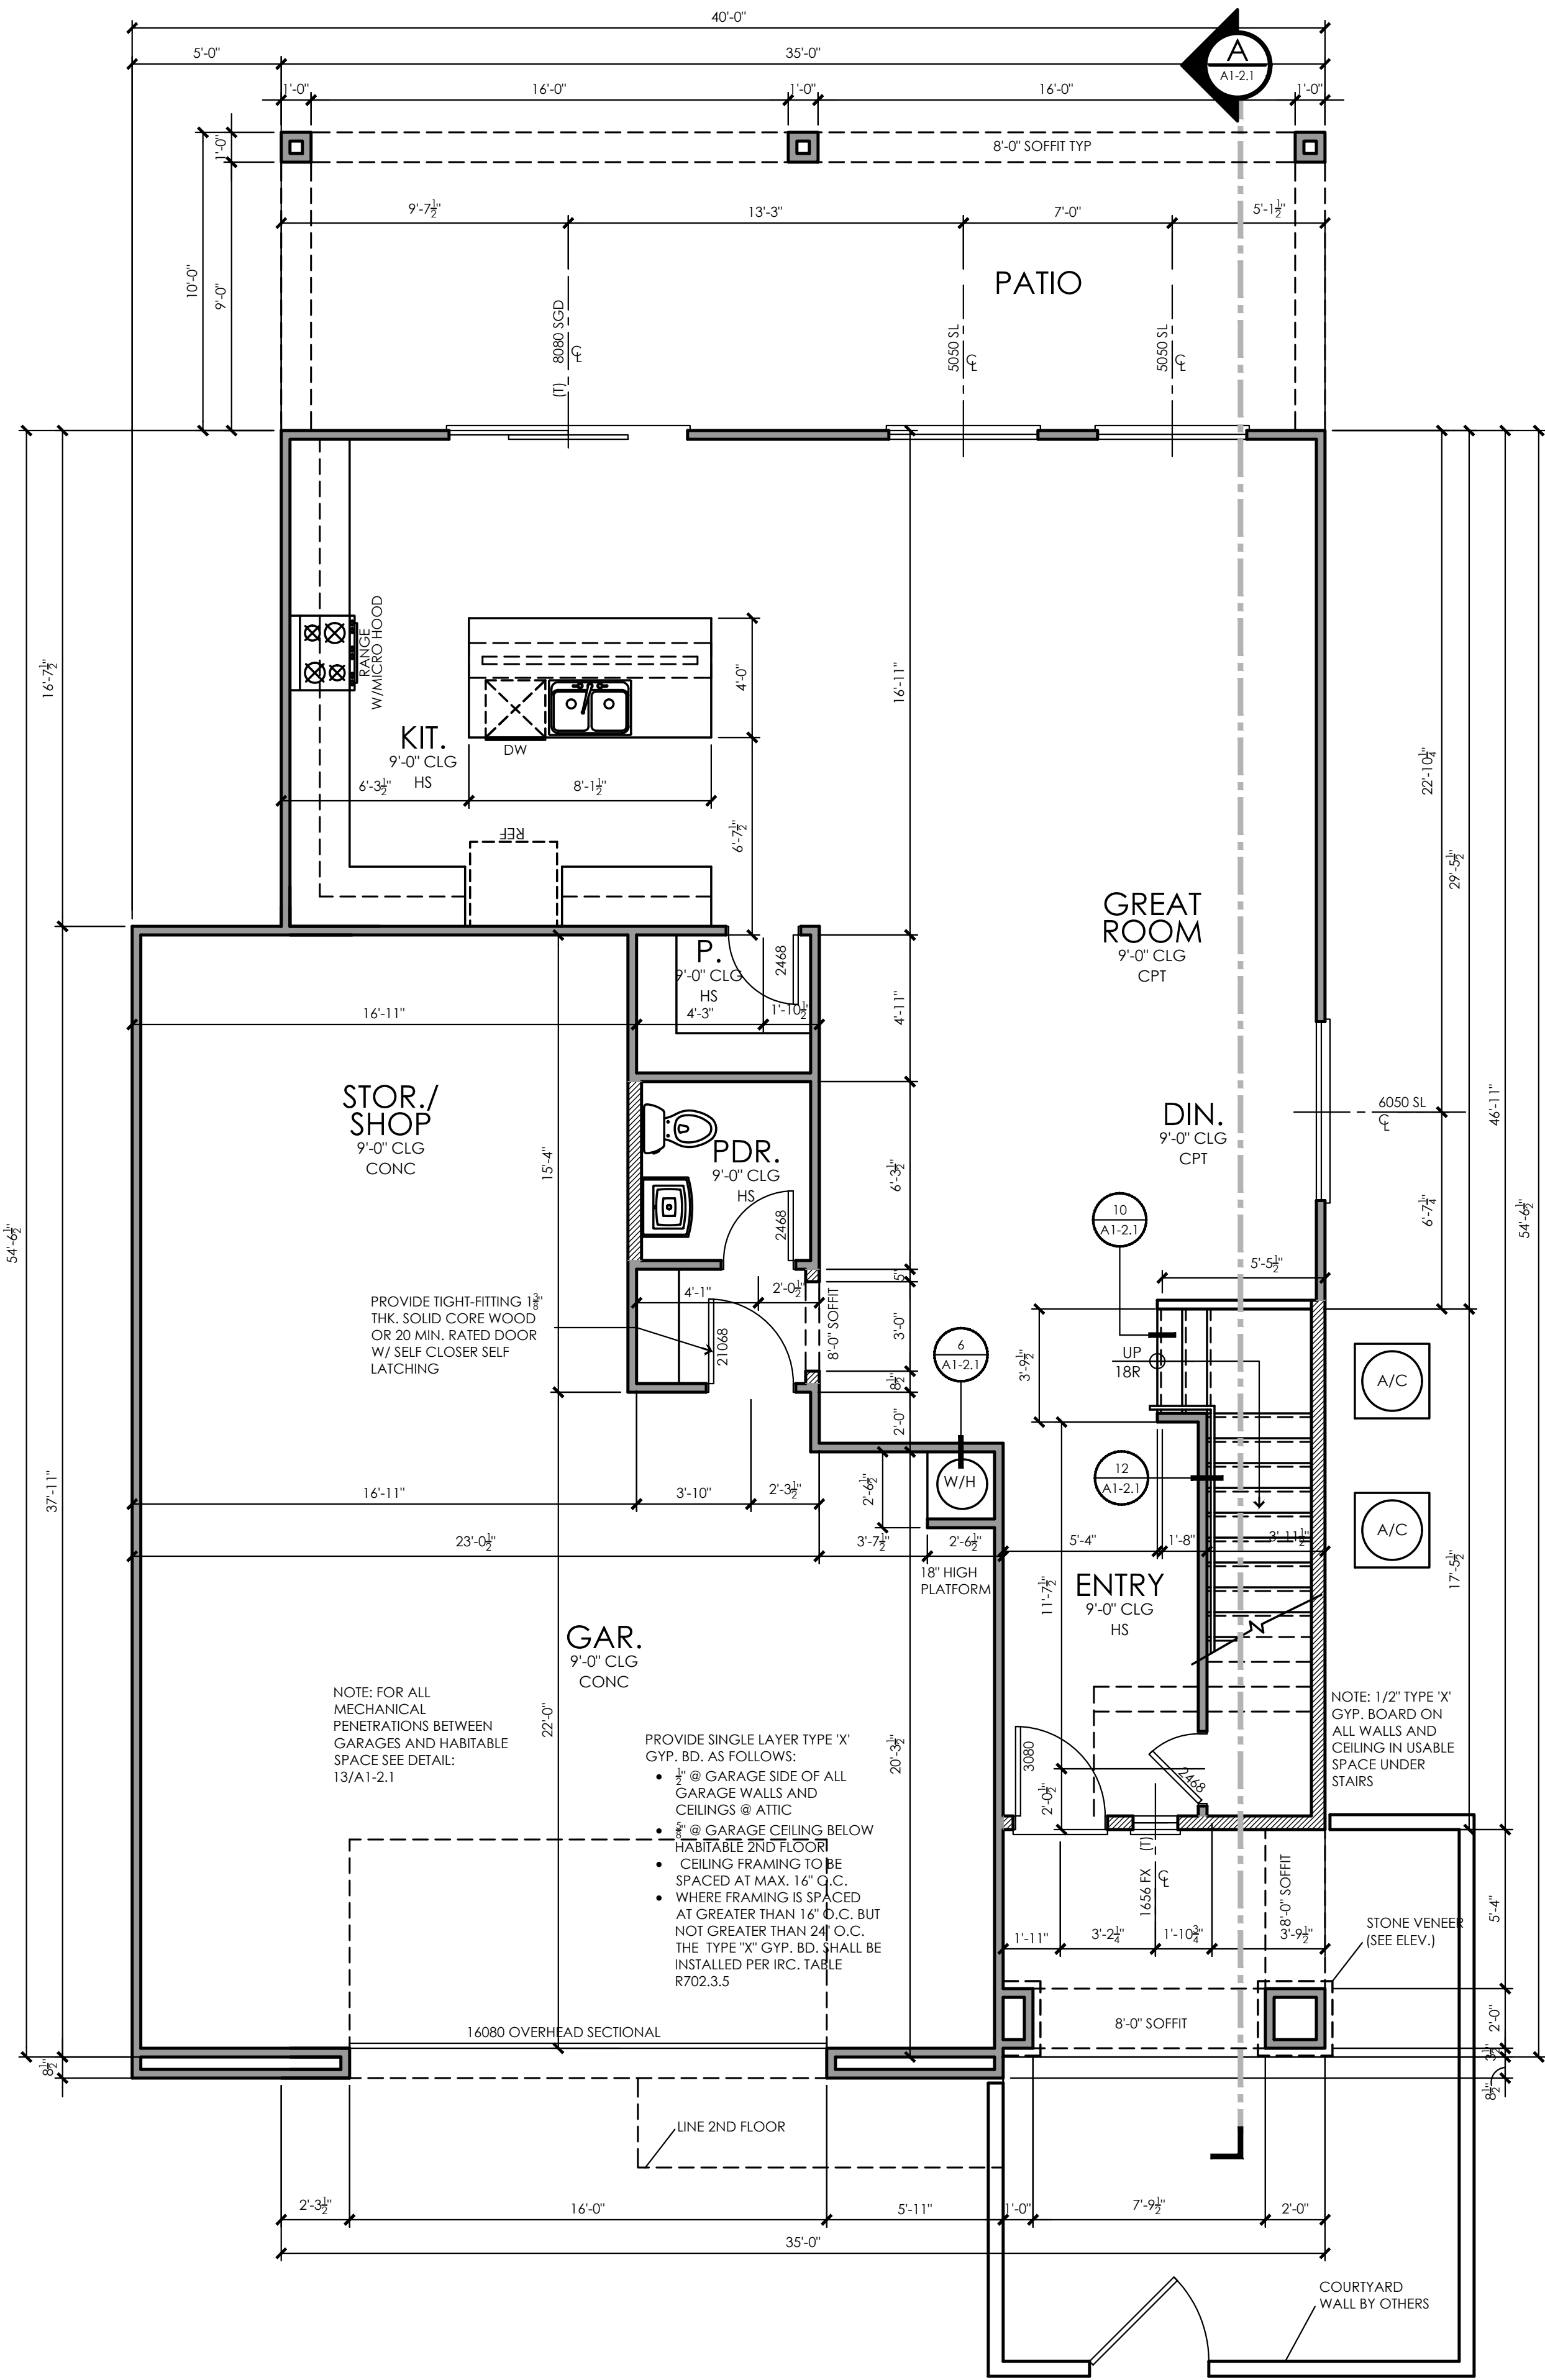 40'-0"
5'-0"
35'-0"
A
A1-2.1
1'-0"
16'-0"
1'-0"
16'-0"
1'-0"
1'-0"
8'-0" SOFFIT TYP
9'-7½"
13'-3"
7'-0"
5'-1½"
10'-0"
9'-0"
PATIO
(T) 8080 SGD
℄
5050 SL
℄
5050 SL
℄
RANGE
W/MICRO HOOD
16'-7½"
4'-0"
16'-11"
KIT.
9'-0" CLG
HS
DW
6'-3½"
8'-1½"
22'-10¼"
REF
6'-7½"
29'-5½"
GREAT
ROOM
9'-0" CLG
CPT
P.
9'-0" CLG
HS
2468
16'-11"
4'-3"
1'-10½"
4'-11"
STOR./
SHOP
9'-0" CLG
CONC
DIN.
9'-0" CLG
CPT
6050 SL
℄
46'-11"
15'-4"
PDR.
9'-0" CLG
HS
2468
6'-3½"
6'-7¼"
54'-6½"
54'-6½"
10
A1-2.1
5'-5½"
5"
4'-1"
2'-0½"
PROVIDE TIGHT-FITTING 1⅜"
THK. SOLID CORE WOOD
OR 20 MIN. RATED DOOR
W/ SELF CLOSER SELF
LATCHING
21068
8'-0" SOFFIT
3'-0"
8½"
2'-0"
6
A1-2.1
3'-9½"
UP
18R
A/C
12
A1-2.1
W/H
37'-11"
16'-11"
3'-10"
2'-3½"
2'-6½"
A/C
23'-0½"
3'-7½"
2'-6½"
5'-4"
1'-8"
3'-11½"
17'-5½"
18" HIGH
PLATFORM
11'-7½"
ENTRY
9'-0" CLG
HS
GAR.
9'-0" CLG
CONC
22'-0"
20'-3½"
NOTE: FOR ALL
MECHANICAL
PENETRATIONS BETWEEN
GARAGES AND HABITABLE
SPACE SEE DETAIL:
13/A1-2.1
NOTE: 1/2" TYPE 'X'
GYP. BOARD ON
ALL WALLS AND
CEILING IN USABLE
SPACE UNDER
STAIRS
PROVIDE SINGLE LAYER TYPE 'X'
GYP. BD. AS FOLLOWS:
• ½" @ GARAGE SIDE OF ALL
GARAGE WALLS AND
CEILINGS @ ATTIC
• ⅝" @ GARAGE CEILING BELOW
HABITABLE 2ND FLOOR
• CEILING FRAMING TO BE
SPACED AT MAX. 16" O.C.
• WHERE FRAMING IS SPACED
AT GREATER THAN 16" O.C. BUT
NOT GREATER THAN 24" O.C.
THE TYPE "X" GYP. BD. SHALL BE
INSTALLED PER IRC. TABLE
R702.3.5
3080
2'-0½"
2468
1656 FX (T)
℄
8'-0" SOFFIT
1'-11"
3'-2¼"
1'-10¾"
3'-9½"
STONE VENEER
(SEE ELEV.)
5'-4"
8'-0" SOFFIT
2'-0"
3½"
8½"
16080 OVERHEAD SECTIONAL
8½"
LINE 2ND FLOOR
2'-3½"
16'-0"
5'-11"
1'-0"
7'-9½"
2'-0"
35'-0"
COURTYARD
WALL BY OTHERS